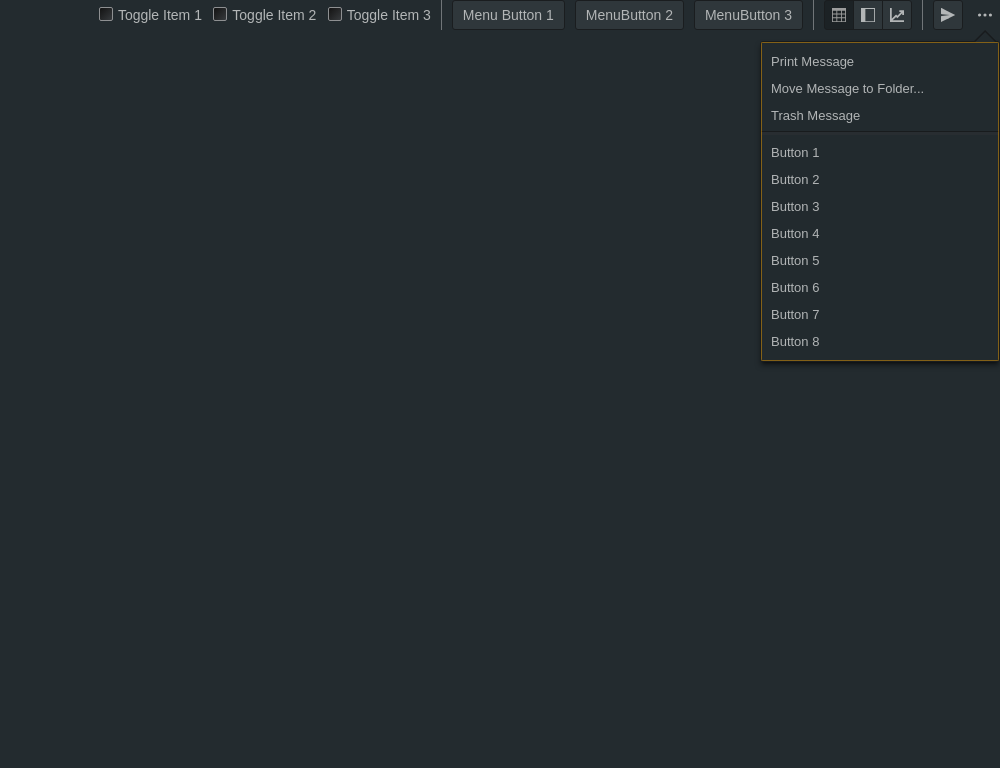 Toggle Item 1 Toggle Item 2 Toggle Item 3 Menu Button 1 MenuButton 2 MenuButton 3
Print Message
Move Message to Folder...
Trash Message
Button 1
Button 2
Button 3
Button 4
Button 5
Button 6
Button 7
Button 8